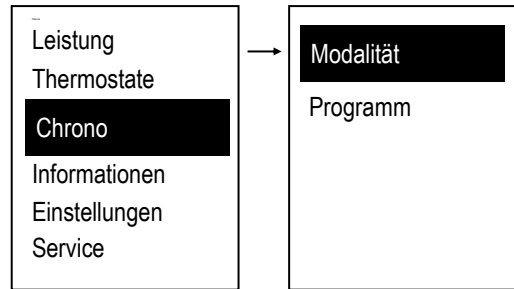 Leistung
Thermostate
Chrono
Informationen
Einstellungen
Service
Modalität
Programm